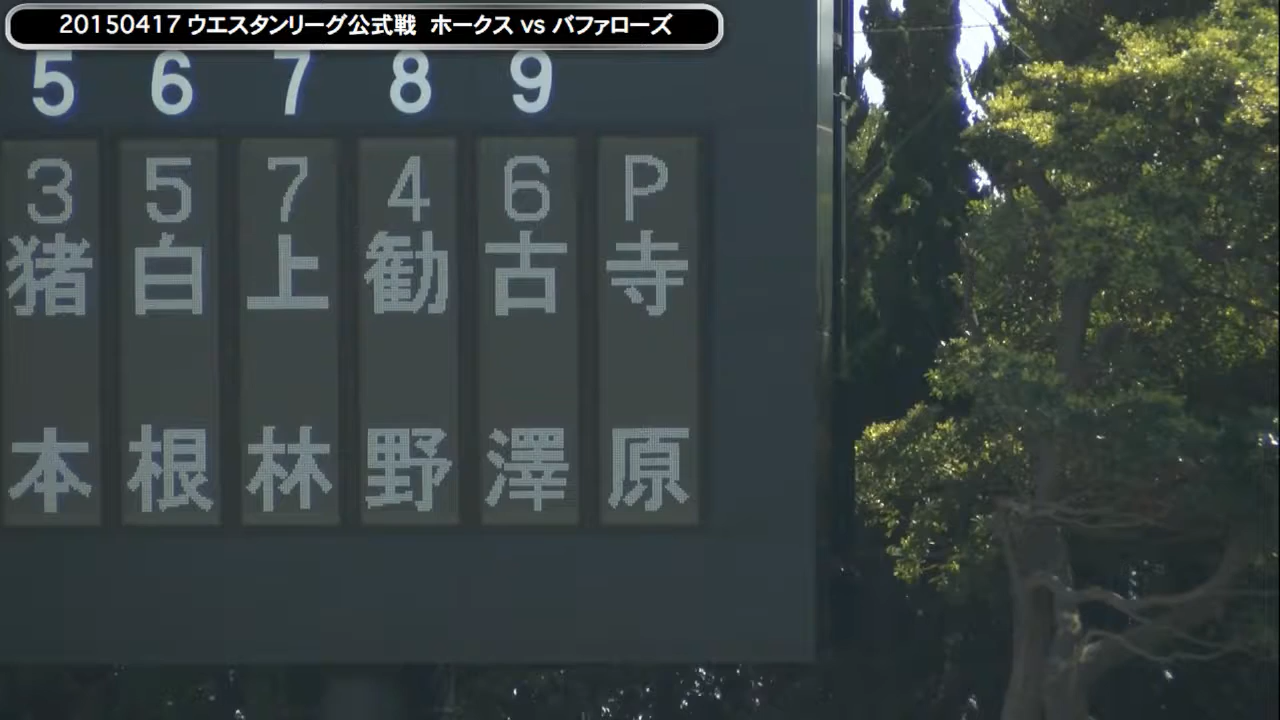 20150417 ウエスタンリーグ公式戦 ホークス vs バファローズ
5 6 7 8 9
3 5 7 4 6 P
猪本 白根 上林 勧野 古澤 寺原